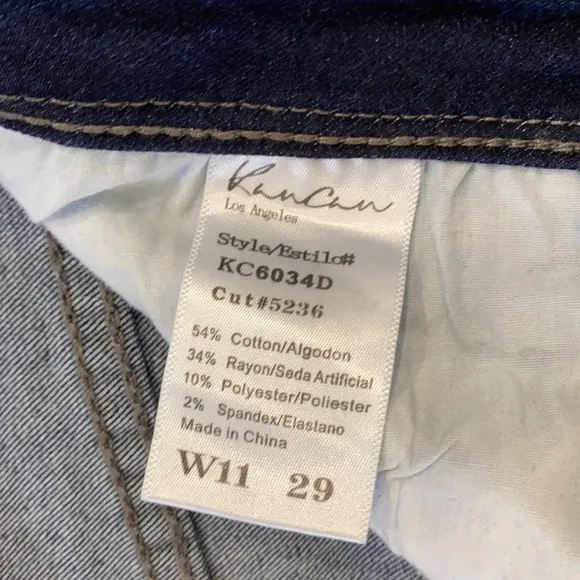 KanCan
Los Angeles
Style/Estilo#
KC6034D
Cut#5236
54% Cotton/Algodon
34% Rayon/Seda Artificial
10% Polyester/Poliester
2% Spandex/Elastano
Made in China
W11 29